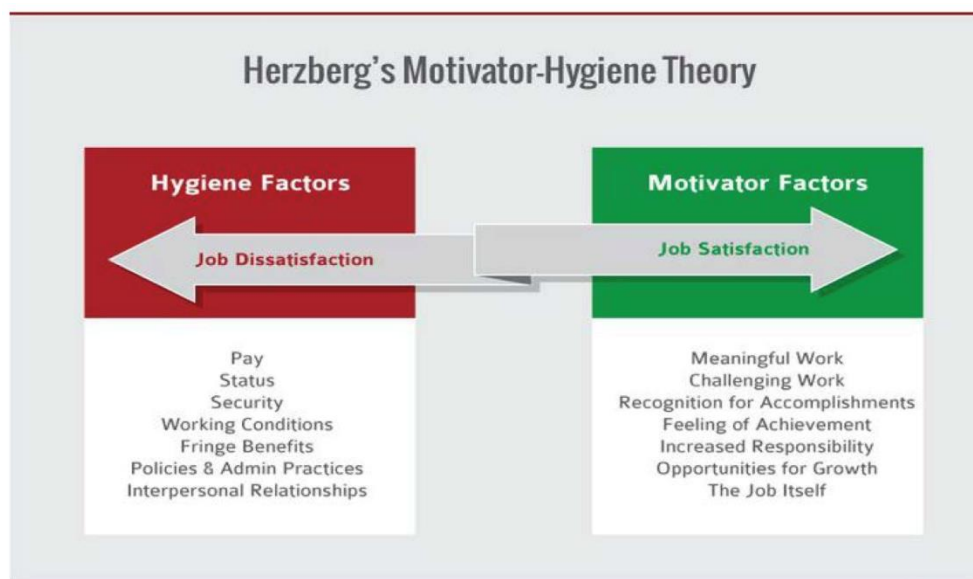 Herzberg's Motivator-Hygiene Theory
Hygiene Factors
Job Dissatisfaction
Pay
Status
Security
Working Conditions
Fringe Benefits
Policies & Admin Practices
Interpersonal Relationships
Motivator Factors
Job Satisfaction
Meaningful Work
Challenging Work
Recognition for Accomplishments
Feeling of Achievement
Increased Responsibility
Opportunities for Growth
The Job Itself